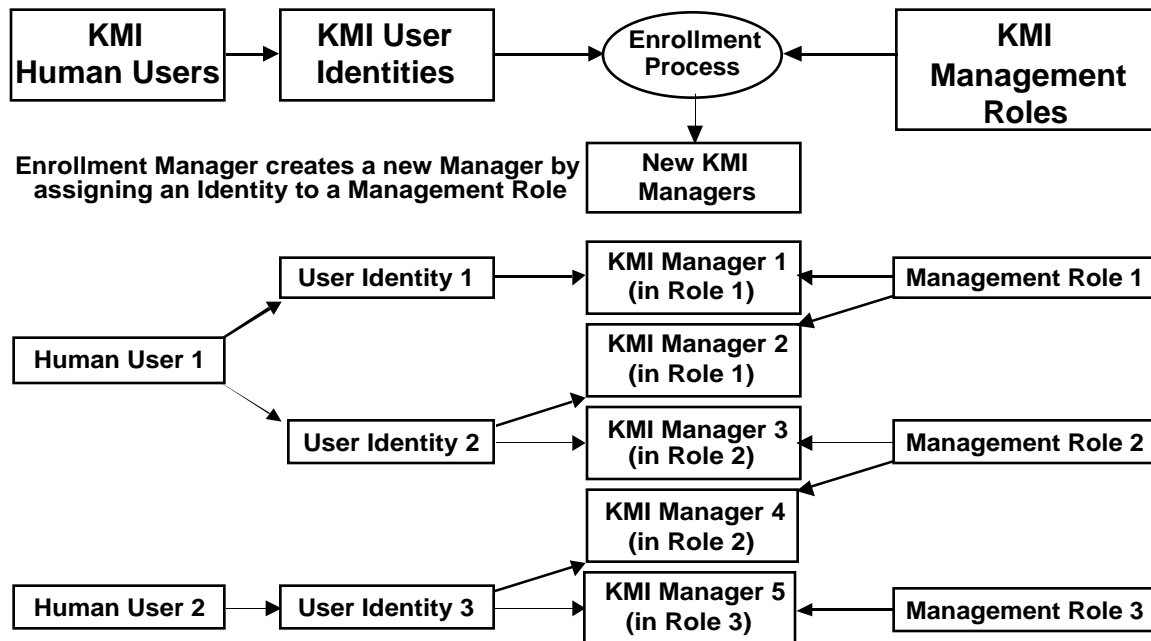 KMI
Human Users
KMI User
Identities
Enrollment
Process
KMI
Management
Roles
Enrollment Manager creates a new Manager by
assigning an Identity to a Management Role
New KMI
Managers
User Identity 1
KMI Manager 1
(in Role 1)
Management Role 1
Human User 1
KMI Manager 2
(in Role 1)
User Identity 2
KMI Manager 3
(in Role 2)
Management Role 2
KMI Manager 4
(in Role 2)
Human User 2
User Identity 3
KMI Manager 5
(in Role 3)
Management Role 3